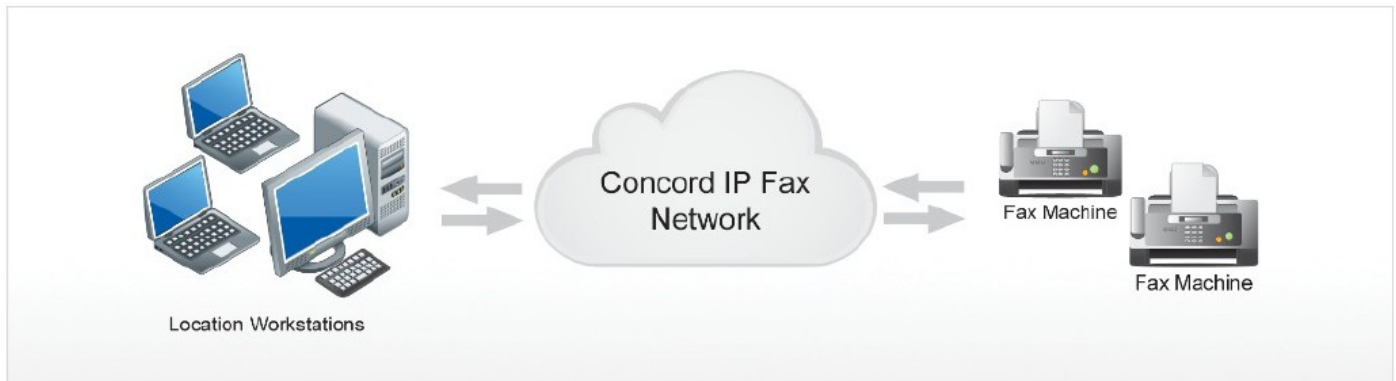 Concord IP Fax
Network
Fax Machine
Fax Machine
Location Workstations